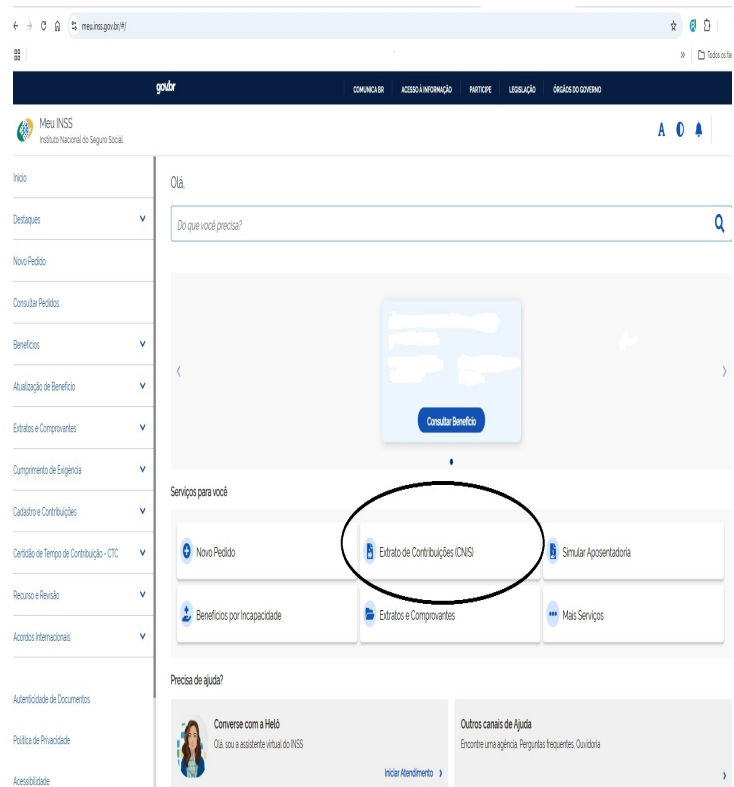 meu.inss.gov.br/#/
Todos os fa
gov.br
COMUNICA BR
ACESSO À INFORMAÇÃO
PARTICIPE
LEGISLAÇÃO
ÓRGÃOS DO GOVERNO
Meu INSS
Instituto Nacional do Seguro Social
A
Início
Destaques
Novo Pedido
Consultar Pedidos
Benefícios
Atualização de Benefício
Extratos e Comprovantes
Cumprimento de Exigência
Cadastro e Contribuições
Certidão de Tempo de Contribuição - CTC
Recurso e Revisão
Acordos Internacionais
Autenticidade de Documentos
Política de Privacidade
Acessibilidade
Olá,
Do que você precisa?
Consultar Benefício
Serviços para você
Novo Pedido
Extrato de Contribuições (CNIS)
Simular Aposentadoria
Benefícios por Incapacidade
Extratos e Comprovantes
Mais Serviços
Precisa de ajuda?
Converse com a Helô
Olá, sou a assistente virtual do INSS
Iniciar Atendimento
Outros canais de Ajuda
Encontre uma agência, Perguntas frequentes, Ouvidoria